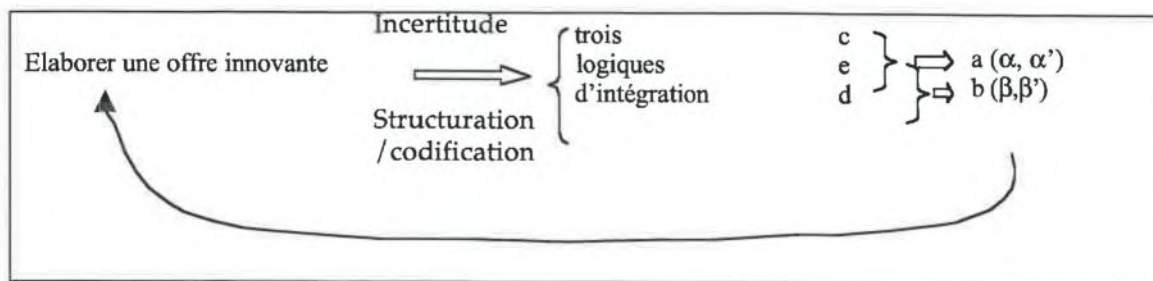 Elaborer une offre innovante
Incertitude
Structuration
/codification
trois
logiques
d'intégration
c
e
d
a (α, α')
b (β,β')